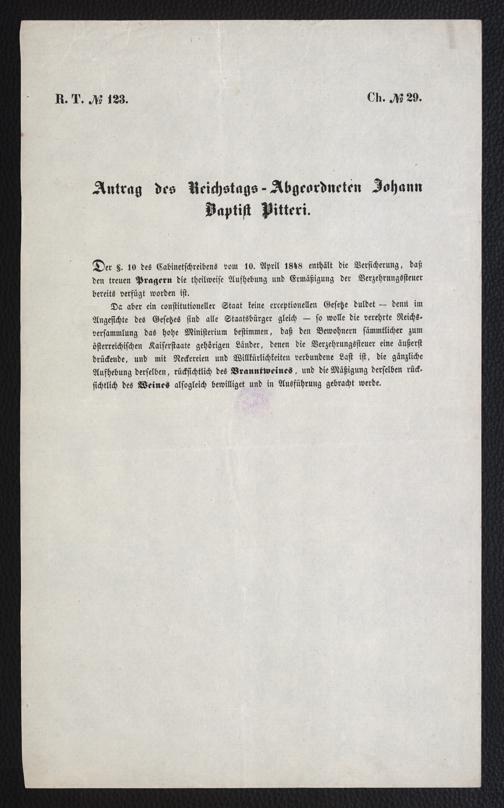 R. T. № 123.
Ch. № 29.
Antrag des Reichstags-Abgeordneten Johann
Baptist Pitteri.
Der §. 10 des Cabinetschreibens vom 10. April 1848 enthält die Versicherung, daß
den treuen Pragern die theilweise Aufhebung und Ermäßigung der Verzehrungssteuer
bereits verfügt worden ist.
Da aber ein constitutioneller Staat keine exceptionellen Gesetze duldet — denn im
Angesichte des Gesetzes sind alle Staatsbürger gleich — so wolle die verehrte Reichs-
versammlung das hohe Ministerium bestimmen, daß den Bewohnern sämmtlicher zum
österreichischen Kaiserstaate gehörigen Länder, denen die Verzehrungssteuer eine äußerst
drückende, und mit Neckereien und Willkürlichkeiten verbundene Last ist, die gänzliche
Aufhebung derselben, rücksichtlich des Branntweines, und die Mäßigung derselben rück-
sichtlich des Weines alsogleich bewilliget und in Ausführung gebracht werde.